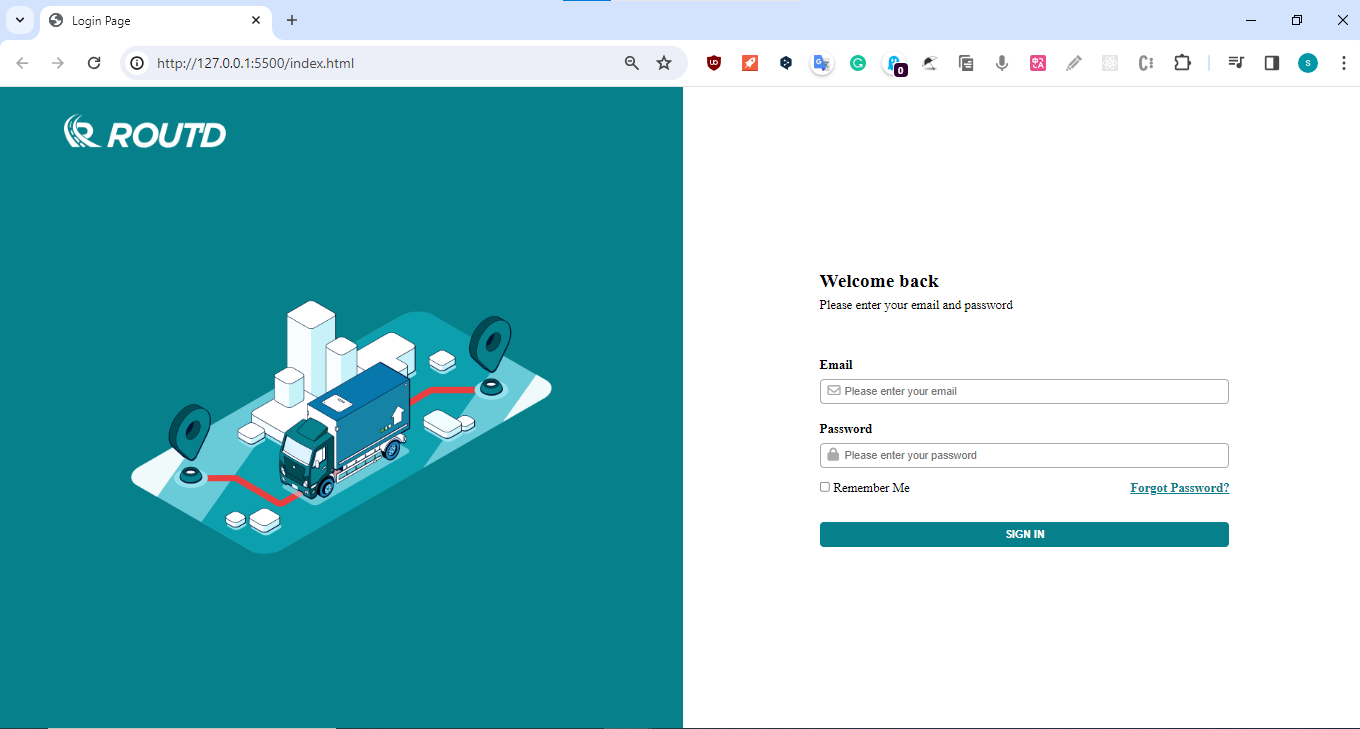 Login Page
http://127.0.0.1:5500/index.html
0
S
ROUTD
Welcome back
Please enter your email and password
Email
Please enter your email
Password
Please enter your password
Remember Me
Forgot Password?
SIGN IN